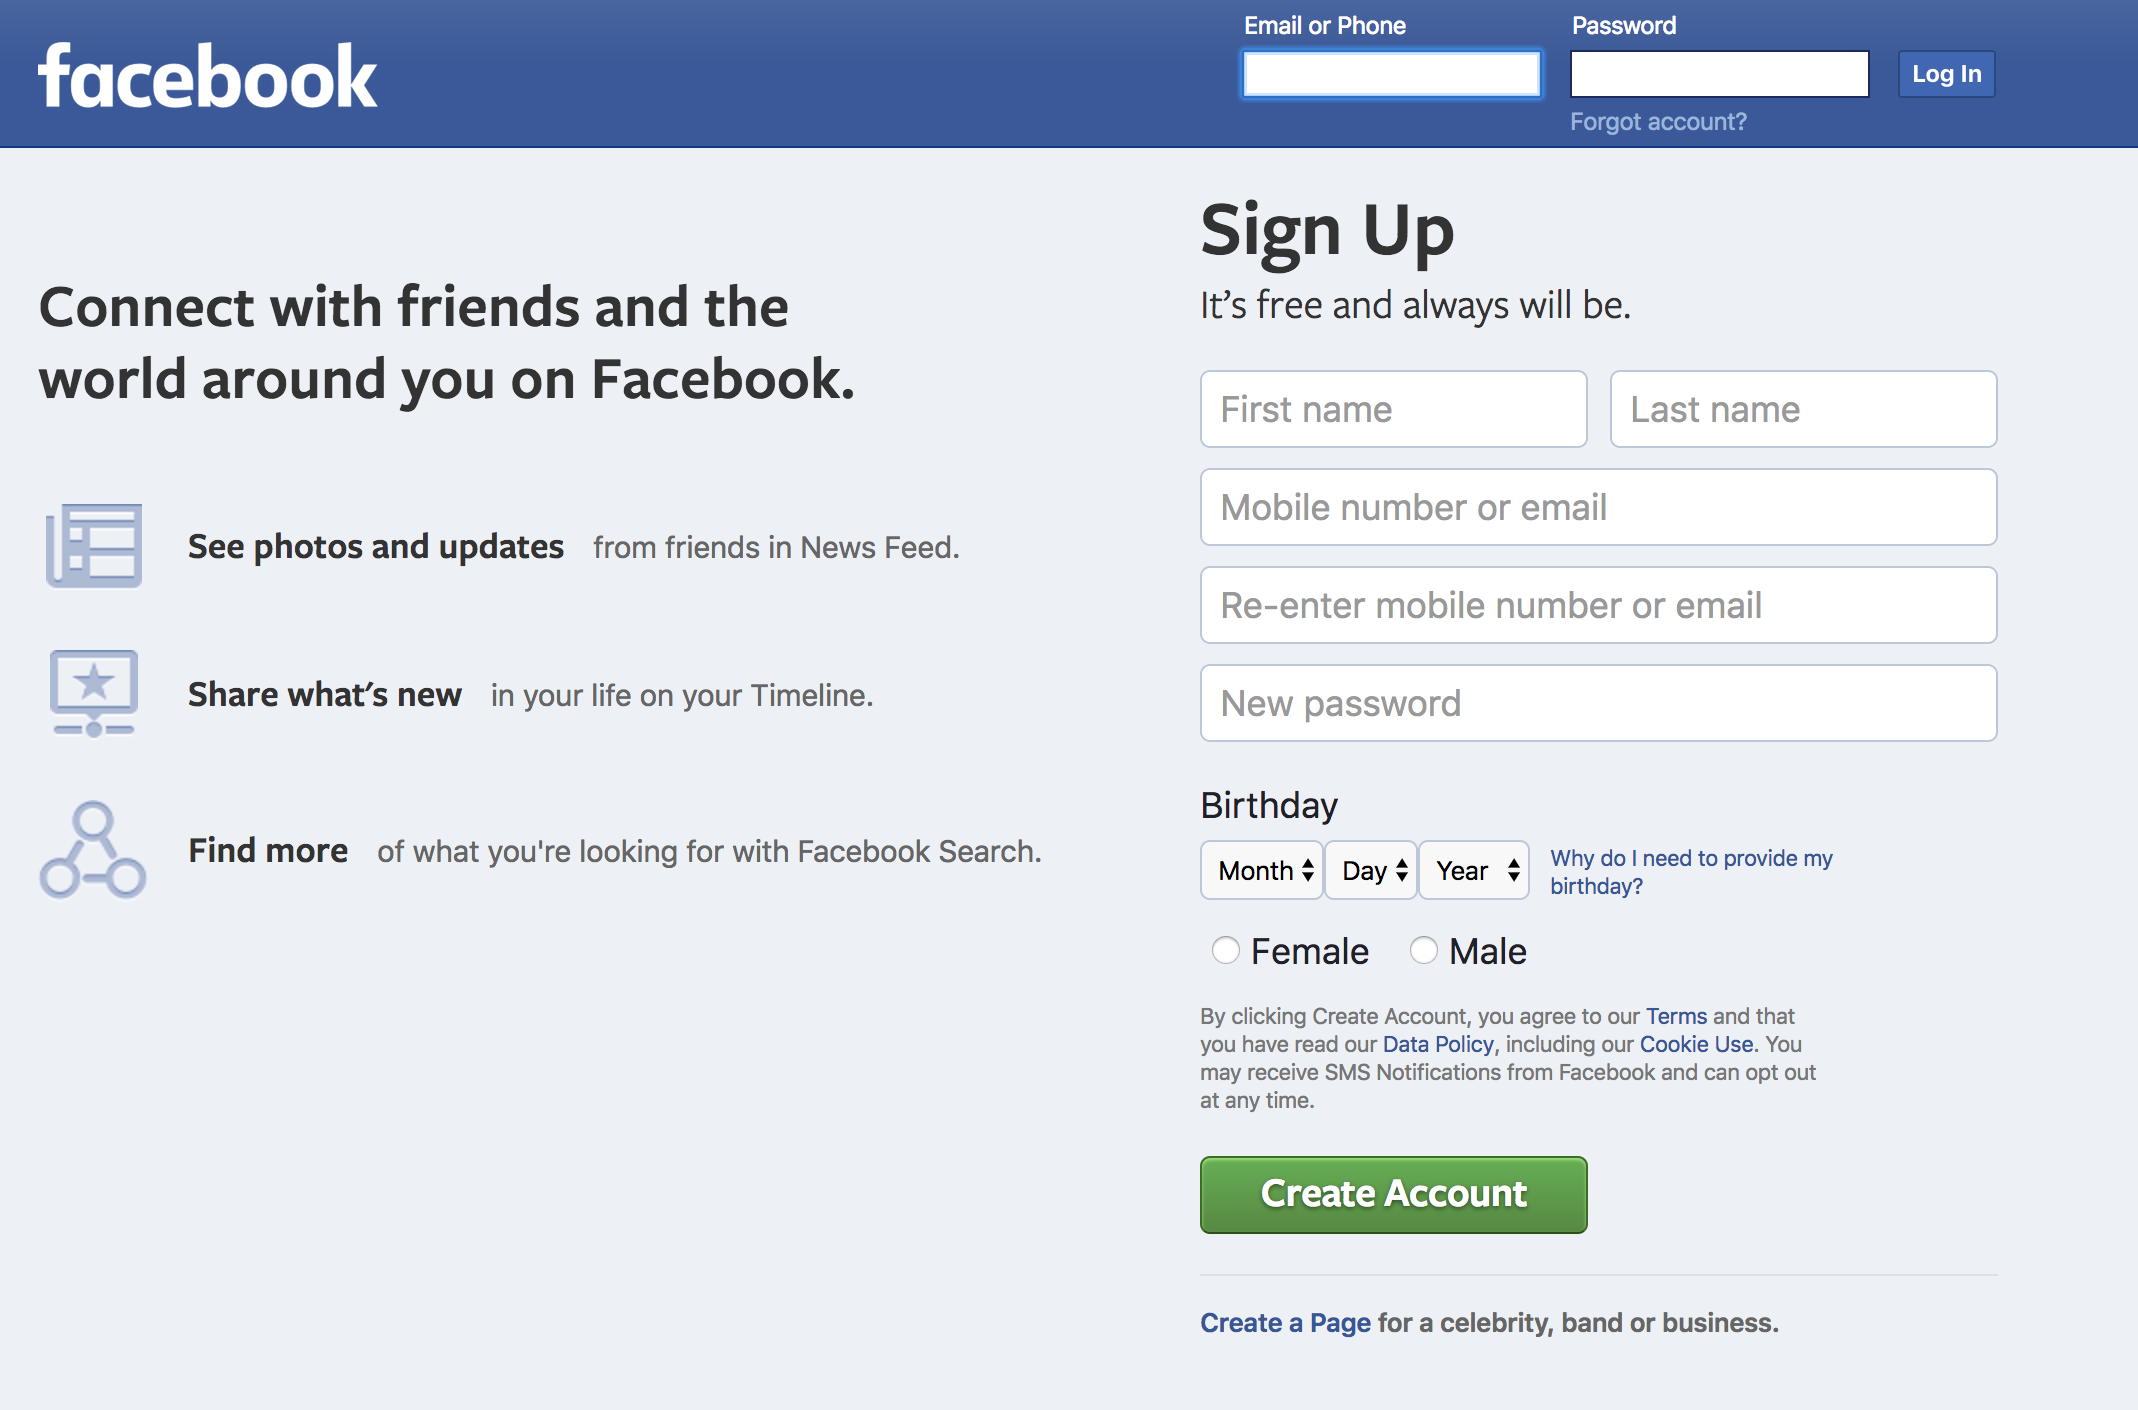 facebook
Email or Phone
Password
Log In
Forgot account?
Connect with friends and the
world around you on Facebook.
See photos and updates from friends in News Feed.
Share what's new in your life on your Timeline.
Find more of what you're looking for with Facebook Search.
Sign Up
It’s free and always will be.
First name
Last name
Mobile number or email
Re-enter mobile number or email
New password
Birthday
Month Day Year
Why do I need to provide my
birthday?
Female Male
By clicking Create Account, you agree to our Terms and that
you have read our Data Policy, including our Cookie Use. You
may receive SMS Notifications from Facebook and can opt out
at any time.
Create Account
Create a Page for a celebrity, band or business.